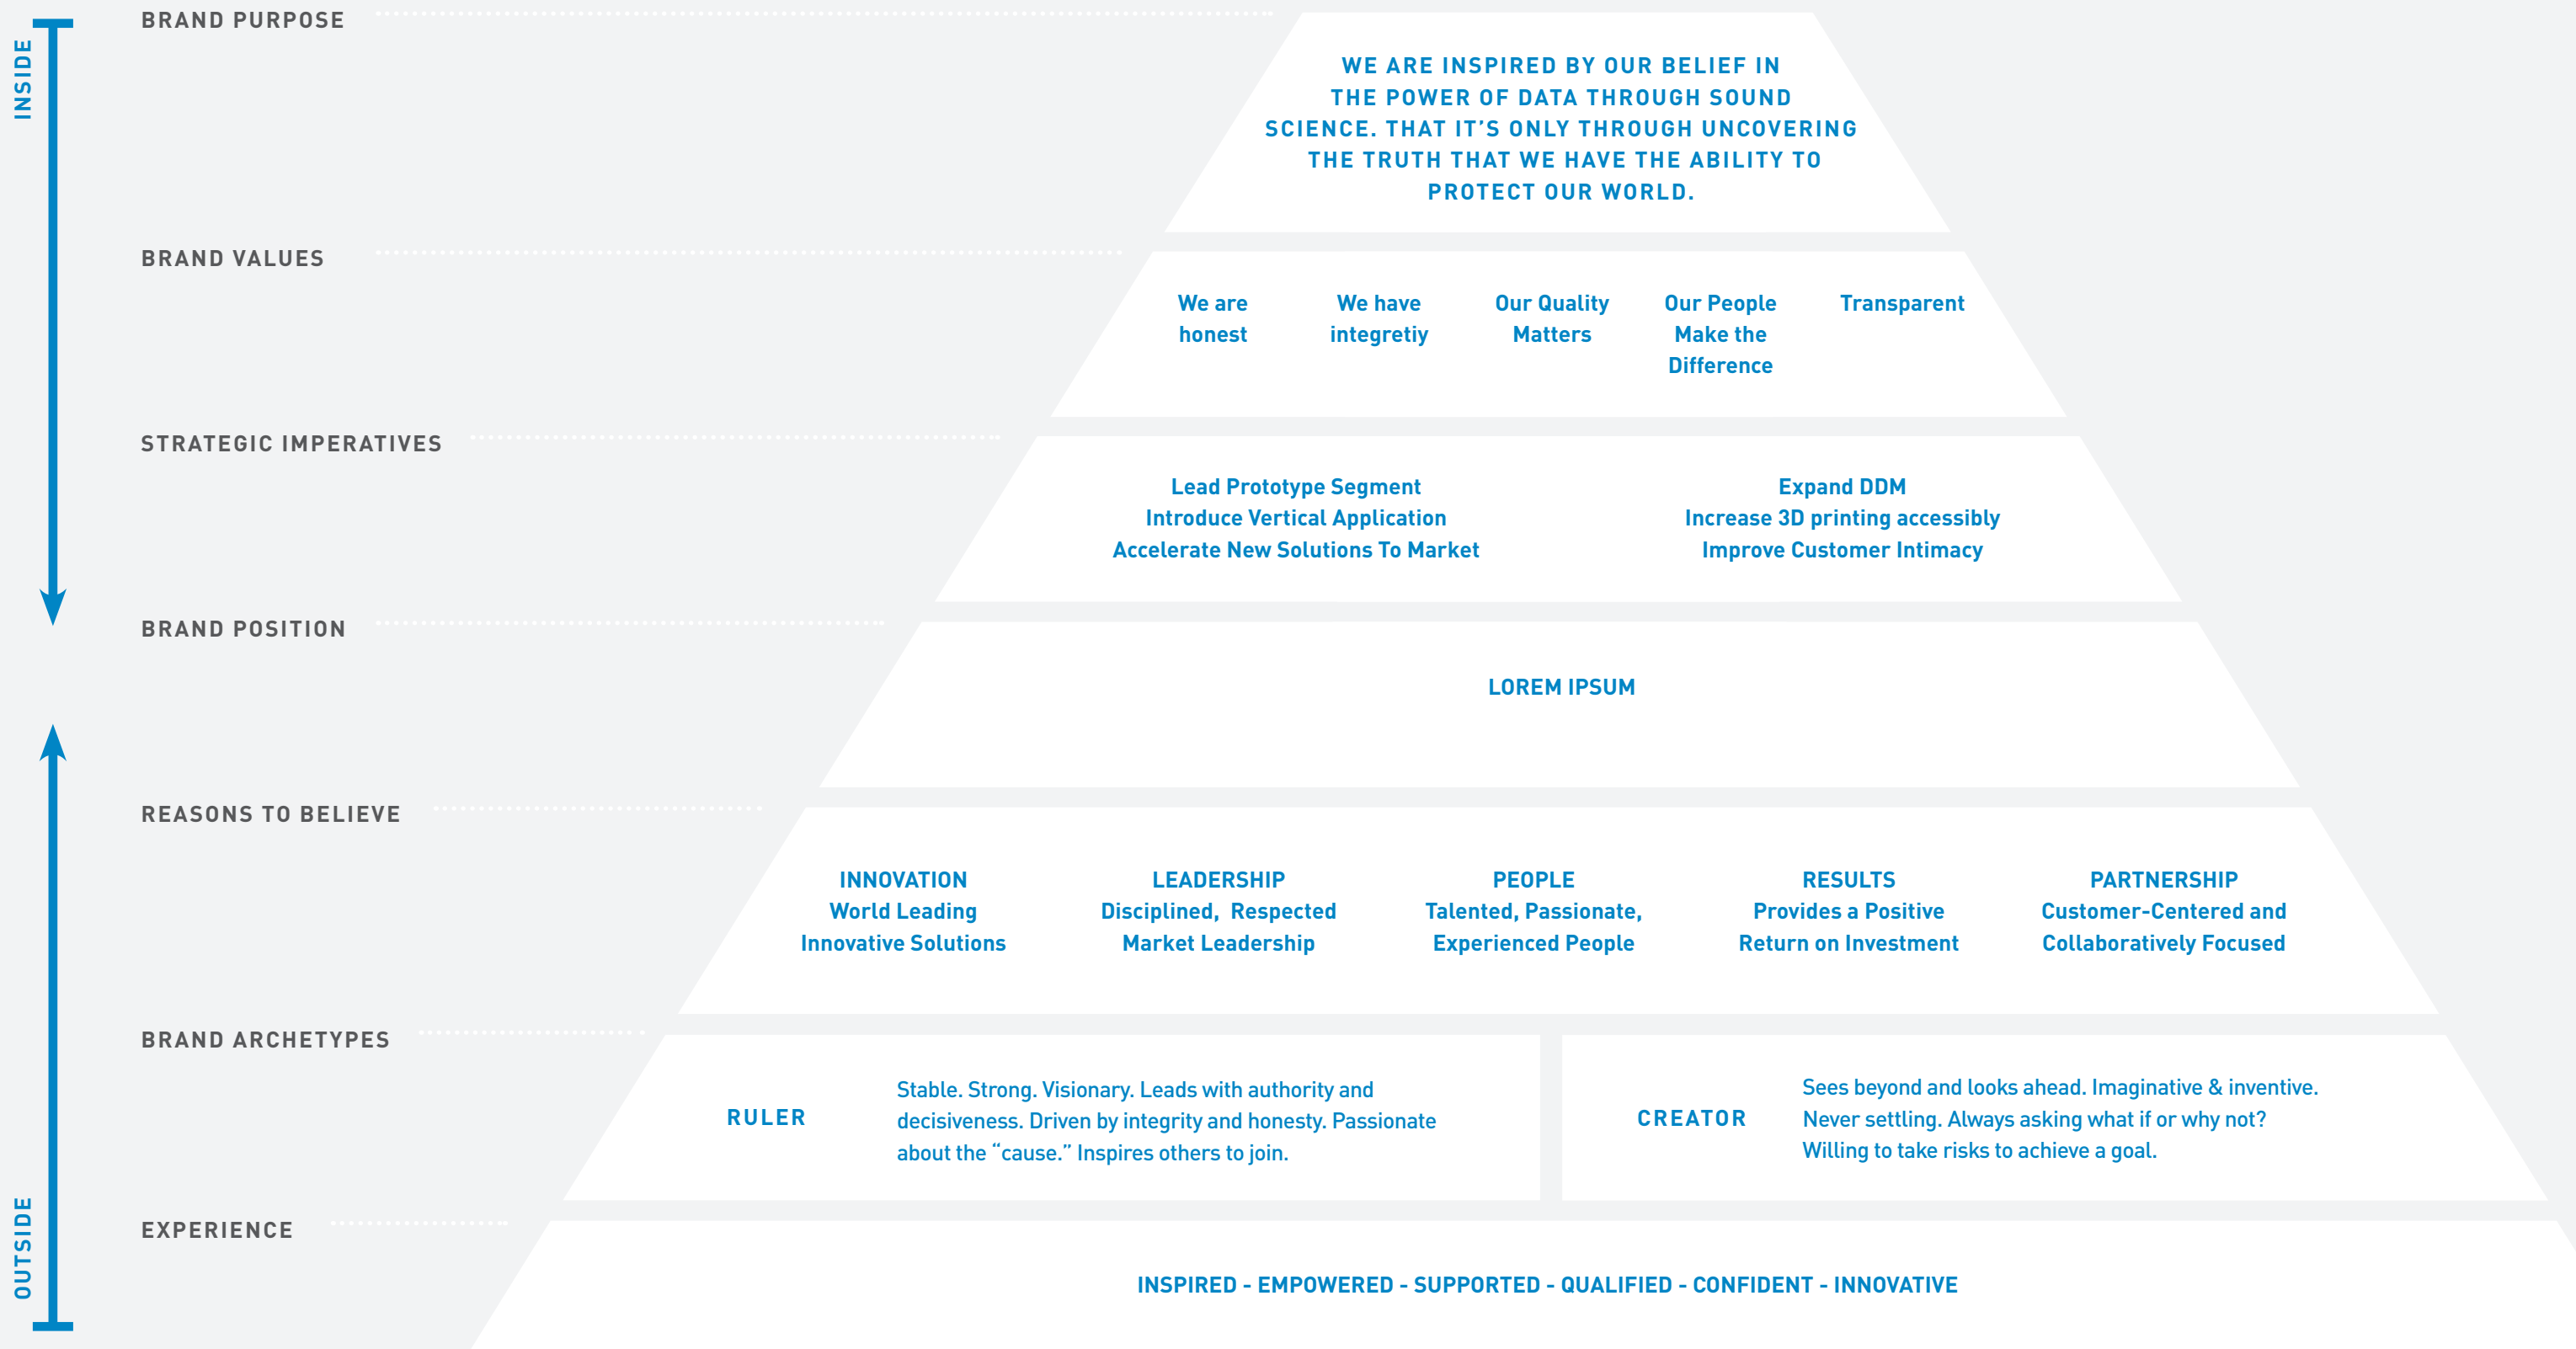 INSIDE
BRAND PURPOSE
WE ARE INSPIRED BY OUR BELIEF IN
THE POWER OF DATA THROUGH SOUND
SCIENCE. THAT IT’S ONLY THROUGH UNCOVERING
THE TRUTH THAT WE HAVE THE ABILITY TO
PROTECT OUR WORLD.
BRAND VALUES
We are
honest
We have
integretiy
Our Quality
Matters
Our People
Make the
Difference
Transparent
STRATEGIC IMPERATIVES
Lead Prototype Segment
Introduce Vertical Application
Accelerate New Solutions To Market
Expand DDM
Increase 3D printing accessibly
Improve Customer Intimacy
BRAND POSITION
LOREM IPSUM
REASONS TO BELIEVE
INNOVATION
World Leading
Innovative Solutions
LEADERSHIP
Disciplined, Respected
Market Leadership
PEOPLE
Talented, Passionate,
Experienced People
RESULTS
Provides a Positive
Return on Investment
PARTNERSHIP
Customer-Centered and
Collaboratively Focused
BRAND ARCHETYPES
RULER
Stable. Strong. Visionary. Leads with authority and
decisiveness. Driven by integrity and honesty. Passionate
about the “cause.” Inspires others to join.
CREATOR
Sees beyond and looks ahead. Imaginative & inventive.
Never settling. Always asking what if or why not?
Willing to take risks to achieve a goal.
OUTSIDE
EXPERIENCE
INSPIRED - EMPOWERED - SUPPORTED - QUALIFIED - CONFIDENT - INNOVATIVE